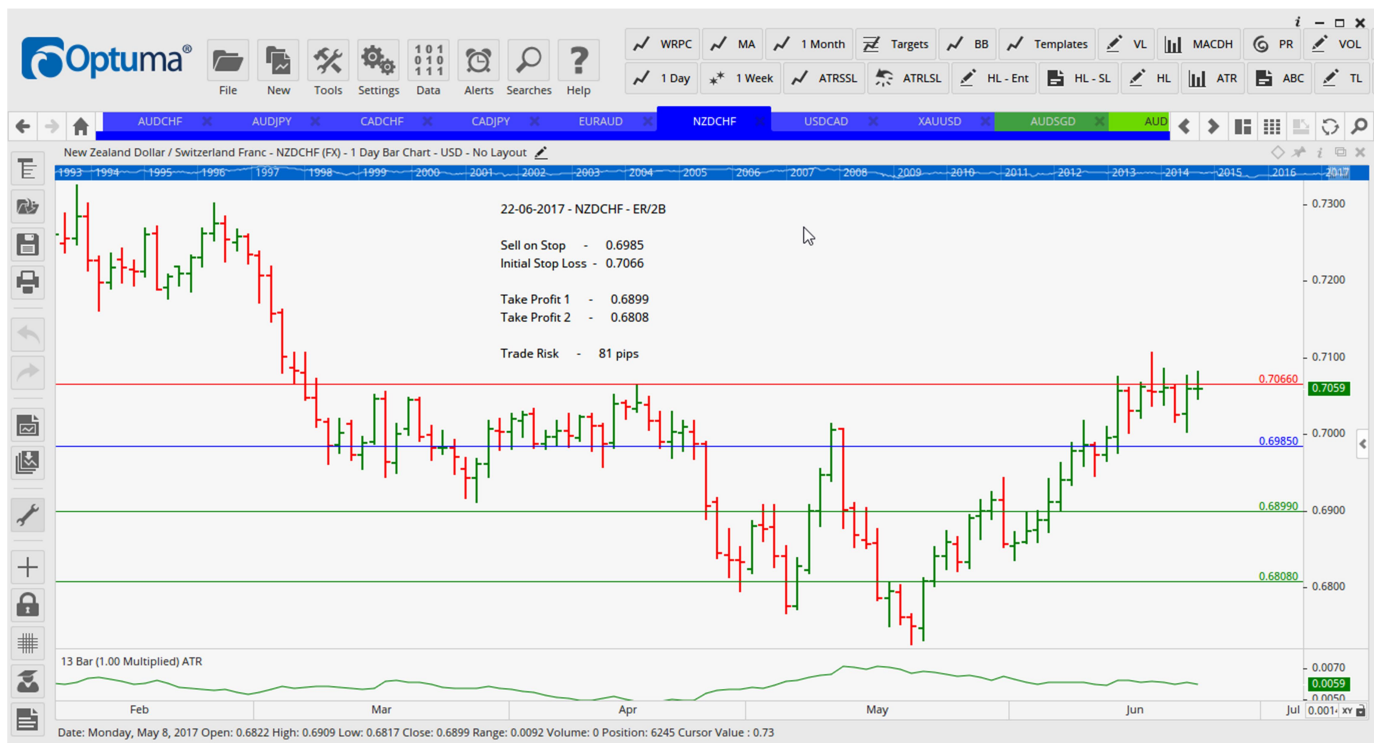 Optuma®
File New Tools Settings Data Alerts Searches Help
WRPC MA 1 Month Targets BB Templates VL MACDH PR VOL
1 Day 1 Week ATRSSL ATRLSL HL - Ent HL - SL HL ATR ABC TL
AUDCHF AUDJPY CADCHF CADJPY EURAUD NZDCHF USDCAD XAUUSD AUDSGD AUD
New Zealand Dollar / Switzerland Franc - NZDCHF (FX) - 1 Day Bar Chart - USD - No Layout
1993 1994 1995 1996 1997 1998 1999 2000 2001 2002 2003 2004 2005 2006 2007 2008 2009 2010 2011 2012 2013 2014 2015 2016 2017
22-06-2017 - NZDCHF - ER/2B
Sell on Stop - 0.6985
Initial Stop Loss - 0.7066
Take Profit 1 - 0.6899
Take Profit 2 - 0.6808
Trade Risk - 81 pips
0.7300
0.7200
0.7100
0.70660
0.7059
0.7000
0.69850
0.6900
0.68990
0.68080
0.6800
13 Bar (1.00 Multiplied) ATR
0.0070
0.0059
0.0050
Feb Mar Apr May Jun Jul 0.0014 XY
Date: Monday, May 8, 2017 Open: 0.6822 High: 0.6909 Low: 0.6817 Close: 0.6899 Range: 0.0092 Volume: 0 Position: 6245 Cursor Value : 0.73